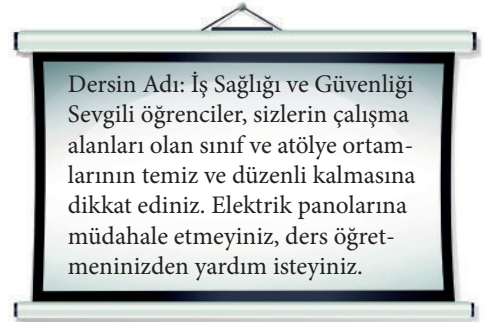 Dersin Adı: İş Sağlığı ve Güvenliği
Sevgili öğrenciler, sizlerin çalışma
alanları olan sınıf ve atölye ortam-
larının temiz ve düzenli kalmasına
dikkat ediniz. Elektrik panolarına
müdahale etmeyiniz, ders öğret-
meninizden yardım isteyiniz.